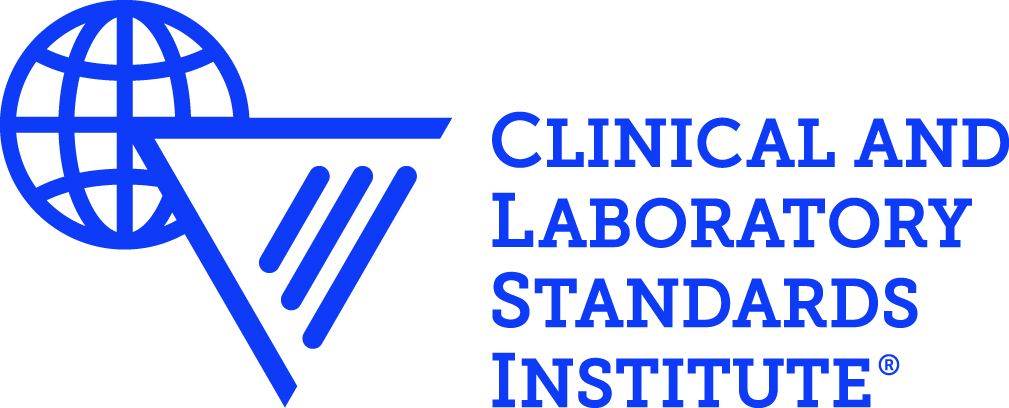 CLINICAL AND
LABORATORY
STANDARDS
INSTITUTE®